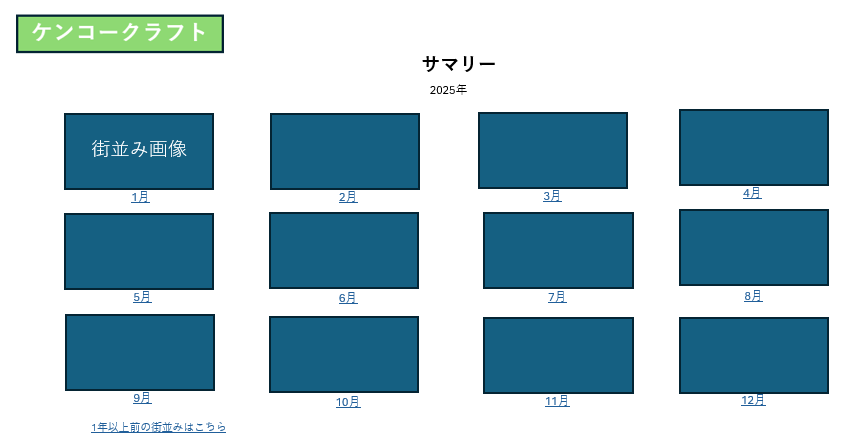 ケンコークラフト
サマリー
2025年
街並み画像
1月
2月
3月
4月
5月
6月
7月
8月
9月
10月
11月
12月
1年以上前の街並みはこちら